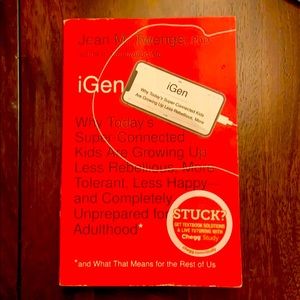 Jean M. Twenge, PhD
iGen
iGen
Why Today's Super-Connected Kids
Are Growing Up Less Rebellious, More
Why Today's
Super-Connected
Kids Are Growing Up
Less Rebellious, More
Tolerant, Less Happy—
and Completely
Unprepared for
Adulthood*
STUCK?
GET TEXTBOOK SOLUTIONS
& LIVE TUTORING WITH
Chegg Study
*and What That Means for the Rest of Us